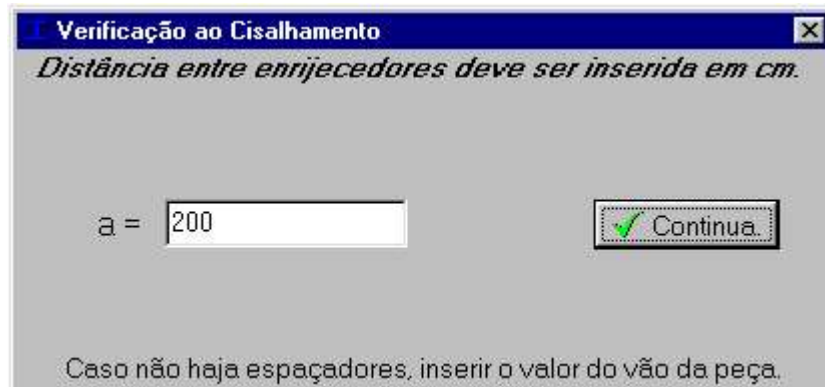 Verificação ao Cisalhamento
Distância entre enrijecedores deve ser inserida em cm.
a = 200
Continua.
Caso não haja espaçadores, inserir o valor do vão da peça.